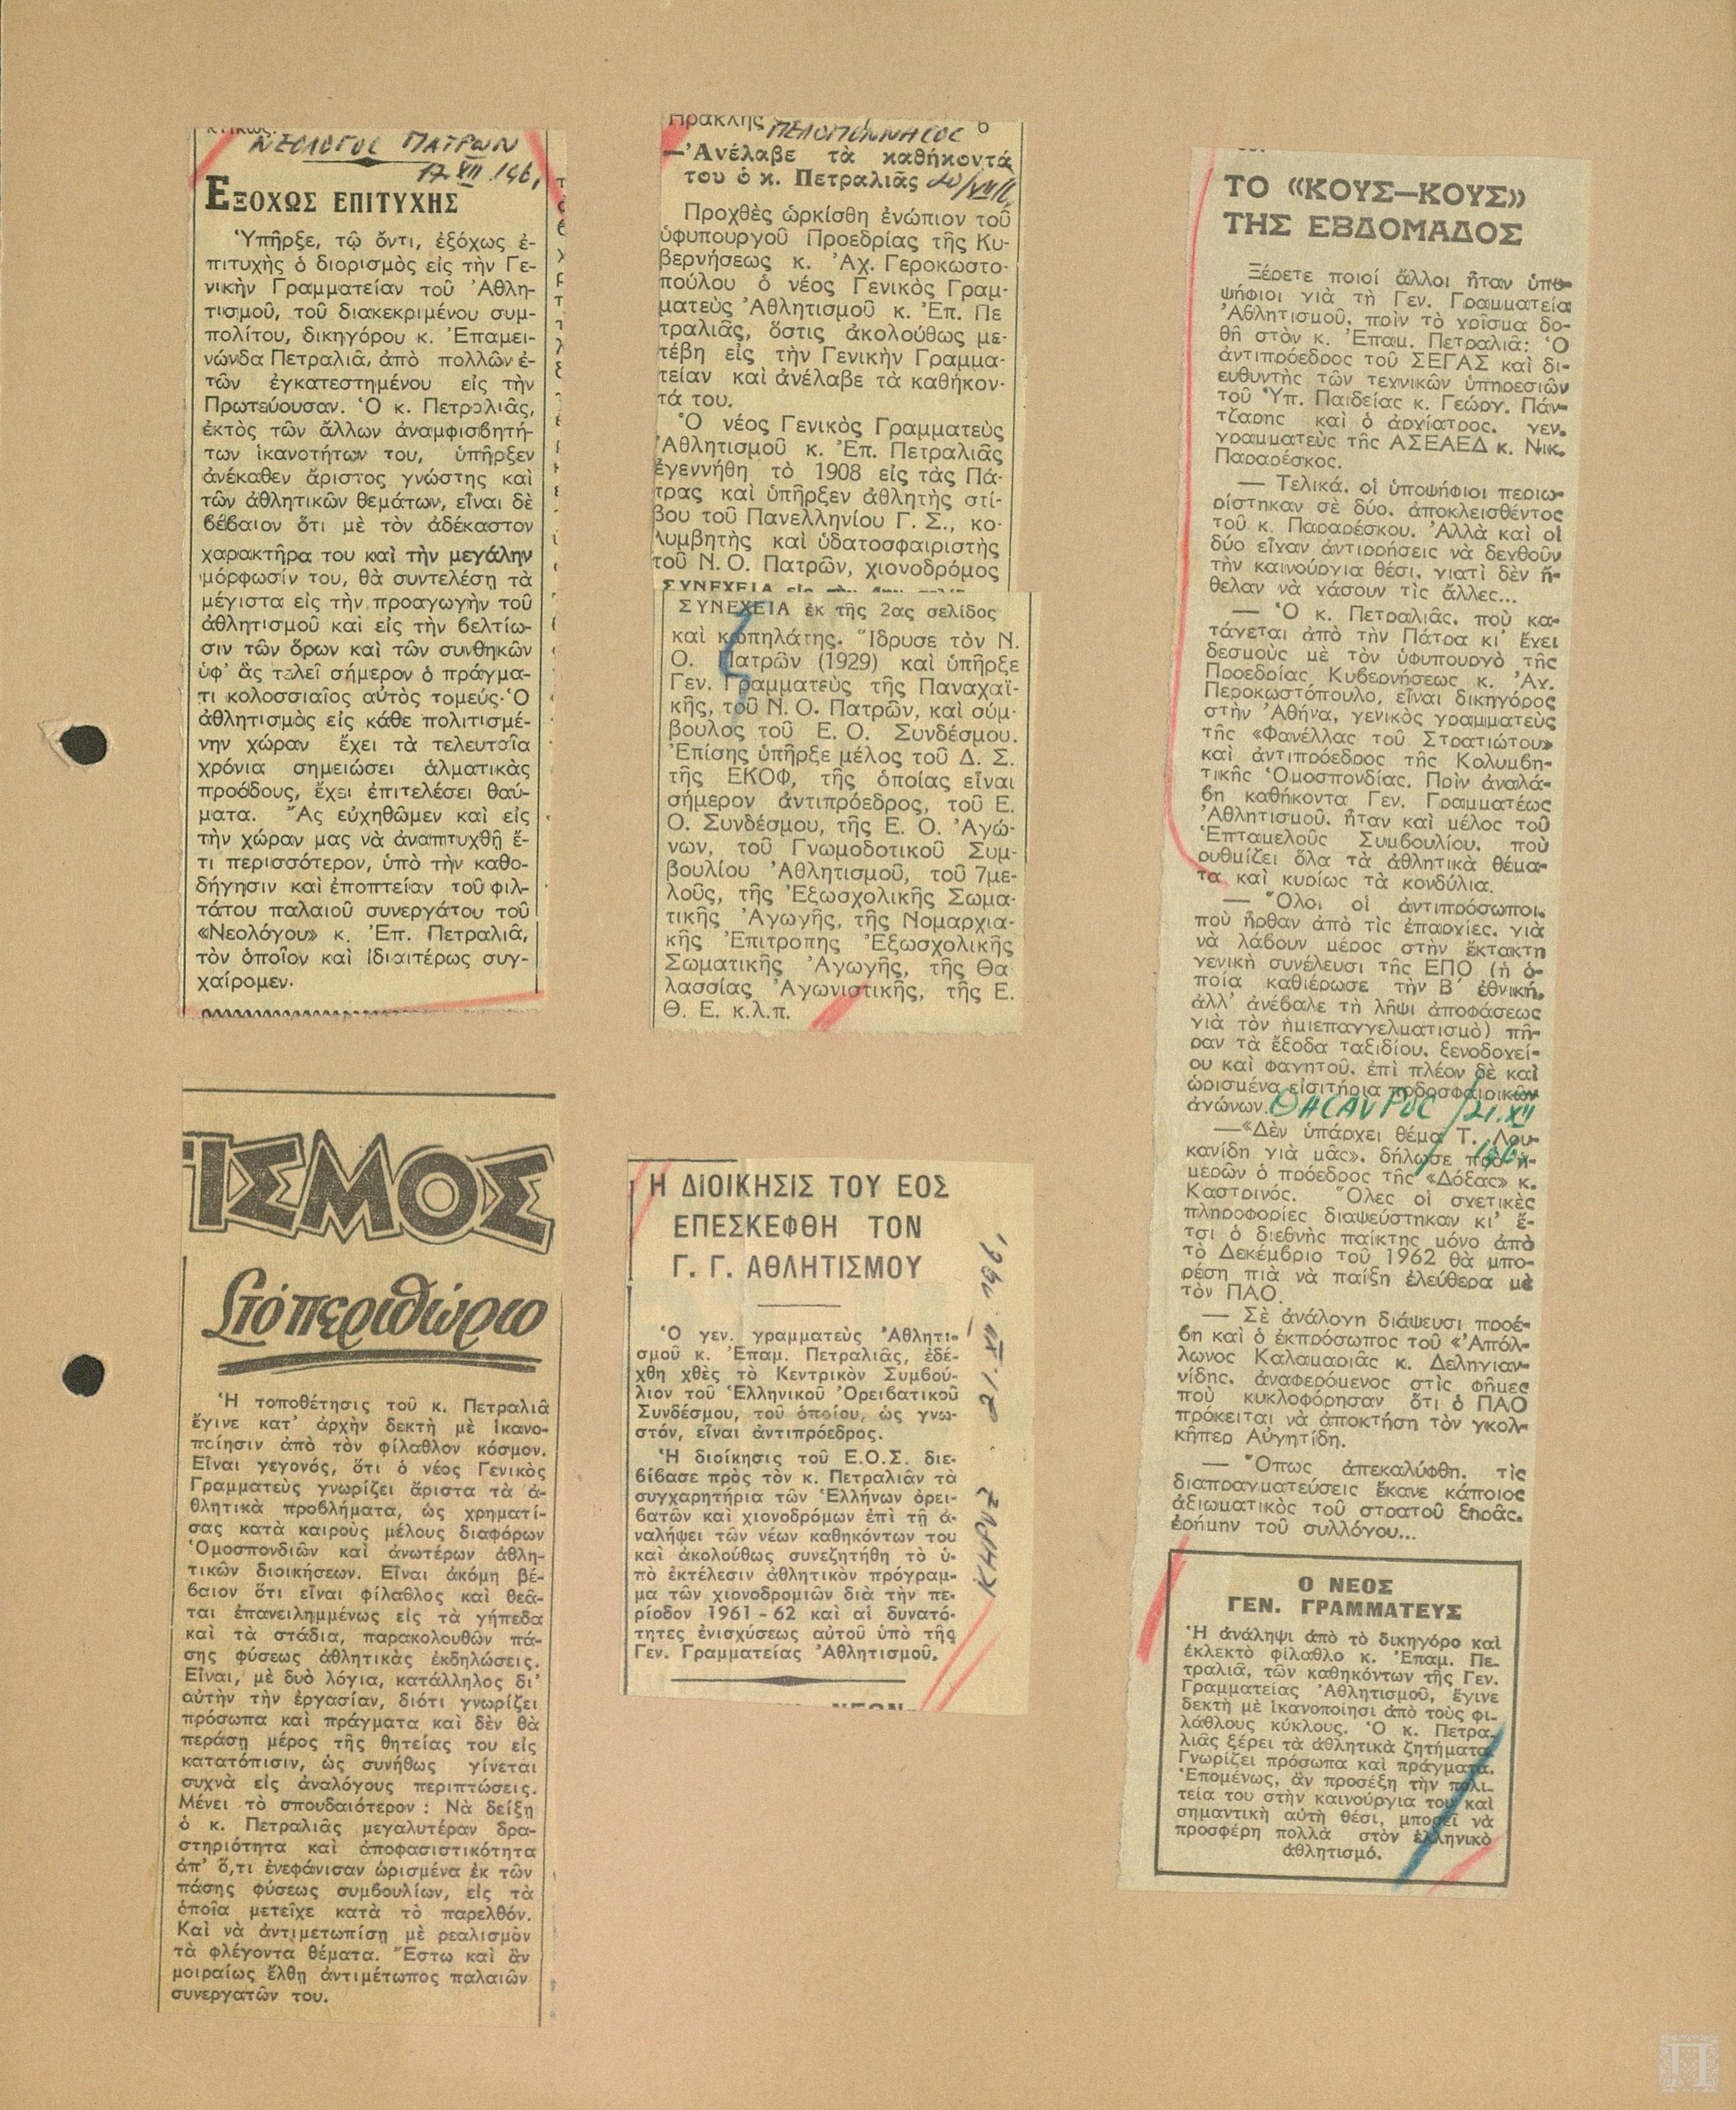 ΝΕΟΛΟΓΟΣ ΠΑΤΡΩΝ
17.XII.1961
ΕΞΟΧΩΣ ΕΠΙΤΥΧΗΣ
Ὑπῆρξε, τῷ ὄντι, ἐξόχως ἐ-
πιτυχὴς ὁ διορισμὸς εἰς τὴν Γε-
νικὴν Γραμματείαν τοῦ Ἀθλη-
τισμοῦ, τοῦ διακεκριμένου συμ-
πολίτου, δικηγόρου κ. Ἐπαμει-
νώνδα Πετραλιᾶ, ἀπὸ πολλῶν ἐ-
τῶν ἐγκατεστημένου εἰς τὴν
Πρωτεύουσαν. Ὁ κ. Πετραλιᾶς,
ἐκτὸς τῶν ἄλλων ἀναμφισβητή-
των ἱκανοτήτων του, ὑπῆρξεν
ἀνέκαθεν ἄριστος γνώστης καὶ
τῶν ἀθλητικῶν θεμάτων, εἶναι δὲ
βέβαιον ὅτι μὲ τὸν ἀδέκαστον
χαρακτῆρα του καὶ τὴν μεγάλην
μόρφωσίν του, θὰ συντελέσῃ τὰ
μέγιστα εἰς τὴν προαγωγὴν τοῦ
ἀθλητισμοῦ καὶ εἰς τὴν βελτίω-
σιν τῶν ὅρων καὶ τῶν συνθηκῶν
ὑφ' ἃς τελεῖ σήμερον ὁ πράγμα-
τι κολοσσιαῖος αὐτὸς τομεύς· Ὁ
ἀθλητισμὸς εἰς κάθε πολιτισμέ-
νην χώραν ἔχει τὰ τελευταῖα
χρόνια σημειώσει ἁλματικὰς
προόδους, ἔχει ἐπιτελέσει θαύ-
ματα. Ἂς εὐχηθῶμεν καὶ εἰς
τὴν χώραν μας νὰ ἀναπτυχθῇ ἔ-
τι περισσότερον, ὑπὸ τὴν καθο-
δήγησιν καὶ ἐποπτείαν τοῦ φιλ-
τάτου παλαιοῦ συνεργάτου τοῦ
«Νεολόγου» κ. Ἐπ. Πετραλιᾶ,
τὸν ὁποῖον καὶ ἰδιαιτέρως συγ-
χαίρομεν.
ΙΣΜΟΣ
Στὸ περιθώριο
Ἡ τοποθέτησις τοῦ κ. Πετραλιᾶ
ἔγινε κατ' ἀρχὴν δεκτὴ μὲ ἱκανο-
ποίησιν ἀπὸ τὸν φίλαθλον κόσμον.
Εἶναι γεγονός, ὅτι ὁ νέος Γενικὸς
Γραμματεὺς γνωρίζει ἄριστα τὰ ἀ-
θλητικὰ προβλήματα, ὡς χρηματί-
σας κατὰ καιροὺς μέλους διαφόρων
Ὁμοσπονδιῶν καὶ ἀνωτέρων ἀθλη-
τικῶν διοικήσεων. Εἶναι ἀκόμη βέ-
βαιον ὅτι εἶναι φίλαθλος καὶ θεᾶ-
ται ἐπανειλημμένως εἰς τὰ γήπεδα
καὶ τὰ στάδια, παρακολουθῶν πά-
σης φύσεως ἀθλητικὰς ἐκδηλώσεις.
Εἶναι, μὲ δυὸ λόγια, κατάλληλος δι'
αὐτὴν τὴν ἐργασίαν, διότι γνωρίζει
πρόσωπα καὶ πράγματα καὶ δὲν θὰ
περάσῃ μέρος τῆς θητείας του εἰς
κατατόπισιν, ὡς συνήθως γίνεται
συχνὰ εἰς ἀναλόγους περιπτώσεις.
Μένει τὸ σπουδαιότερον : Νὰ δείξῃ
ὁ κ. Πετραλιᾶς μεγαλυτέραν δρα-
στηριότητα καὶ ἀποφασιστικότητα
ἀπ' ὅ,τι ἐνεφάνισαν ὡρισμένα ἐκ τῶν
πάσης φύσεως συμβουλίων, εἰς τὰ
ὁποῖα μετεῖχε κατὰ τὸ παρελθόν.
Καὶ νὰ ἀντιμετωπίσῃ μὲ ρεαλισμὸν
τὰ φλέγοντα θέματα. Ἔστω καὶ ἂν
μοιραίως ἔλθῃ ἀντιμέτωπος παλαιῶν
συνεργατῶν του.
ΠΕΛΟΠΟΝΝΗΣΟΣ
—Ἀνέλαβε τὰ καθήκοντά
του ὁ κ. Πετραλιᾶς 20/XII/61
Προχθὲς ὡρκίσθη ἐνώπιον τοῦ
ὑφυπουργοῦ Προεδρίας τῆς Κυ-
βερνήσεως κ. Ἀχ. Γεροκωστο-
πούλου ὁ νέος Γενικὸς Γραμ-
ματεὺς Ἀθλητισμοῦ κ. Ἐπ. Πε
τραλιᾶς, ὅστις ἀκολούθως με-
τέβη εἰς τὴν Γενικὴν Γραμμα-
τείαν καὶ ἀνέλαβε τὰ καθήκον-
τά του.
Ὁ νέος Γενικὸς Γραμματεὺς
Ἀθλητισμοῦ κ. Ἐπ. Πετραλιᾶς
ἐγεννήθη τὸ 1908 εἰς τὰς Πά-
τρας καὶ ὑπῆρξεν ἀθλητὴς στί-
βου τοῦ Πανελληνίου Γ. Σ., κο-
λυμβητὴς καὶ ὑδατοσφαιριστὴς
τοῦ Ν. Ο. Πατρῶν, χιονοδρόμος
ΣΥΝΕΧΕΙΑ ἐκ τῆς 2ας σελίδος
καὶ κωπηλάτης. Ἵδρυσε τὸν Ν.
Ο. Πατρῶν (1929) καὶ ὑπῆρξε
Γεν. Γραμματεὺς τῆς Παναχαϊ-
κῆς, τοῦ Ν. Ο. Πατρῶν, καὶ σύμ-
βουλος τοῦ Ε. Ο. Συνδέσμου.
Ἐπίσης ὑπῆρξε μέλος τοῦ Δ. Σ.
τῆς ΕΚΟΦ, τῆς ὁποίας εἶναι
σήμερον ἀντιπρόεδρος, τοῦ Ε.
Ο. Συνδέσμου, τῆς Ε. Ο. Ἀγώ-
νων, τοῦ Γνωμοδοτικοῦ Συμ-
βουλίου Ἀθλητισμοῦ, τοῦ 7με-
λοῦς, τῆς Ἐξωσχολικῆς Σωμα-
τικῆς Ἀγωγῆς, τῆς Νομαρχια-
κῆς Ἐπιτροπης Ἐξωσχολικῆς
Σωματικῆς Ἀγωγῆς, τῆς Θα
λασσίας Ἀγωνιστικῆς, τῆς Ε.
Θ. Ε. κ.λ.π.
Η ΔΙΟΙΚΗΣΙΣ ΤΟΥ ΕΟΣ
ΕΠΕΣΚΕΦΘΗ ΤΟΝ
Γ. Γ. ΑΘΛΗΤΙΣΜΟΥ
ΚΗΡΥΞ. 21.XII.1961
Ὁ γεν. γραμματεὺς Ἀθλητι-
σμοῦ κ. Ἐπαμ. Πετραλιᾶς, ἐδέ-
χθη χθὲς τὸ Κεντρικὸν Συμβού-
λιον τοῦ Ἑλληνικοῦ Ὀρειβατικοῦ
Συνδέσμου, τοῦ ὁποίου, ὡς γνω-
στόν, εἶναι ἀντιπρόεδρος.
Ἡ διοίκησις τοῦ Ε.Ο.Σ. διε-
βίβασε πρὸς τὸν κ. Πετραλιᾶν τὰ
συγχαρητήρια τῶν Ἑλλήνων ὀρει-
βατῶν καὶ χιονοδρόμων ἐπὶ τῇ ἀ-
ναλήψει τῶν νέων καθηκόντων του
καὶ ἀκολούθως συνεζητήθη τὸ ὑ-
πὸ ἐκτέλεσιν ἀθλητικὸν πρόγραμ-
μα τῶν χιονοδρομιῶν διὰ τὴν πε-
ρίοδον 1961-62 καὶ αἱ δυνατό-
τητες ἐνισχύσεως αὐτοῦ ὑπὸ τῆς
Γεν. Γραμματείας Ἀθλητισμοῦ.
ΤΟ «ΚΟΥΣ—ΚΟΥΣ»
ΤΗΣ ΕΒΔΟΜΑΔΟΣ
Ξέρετε ποιοί ἄλλοι ἦταν ὑπο-
ψήφιοι γιὰ τὴ Γεν. Γραμματεία
Ἀθλητισμοῦ, πρὶν τὸ χρῖσμα δο-
θῇ στὸν κ. Ἐπαμ. Πετραλιᾶ; Ὁ
ἀντιπρόεδρος τοῦ ΣΕΓΑΣ καὶ δι-
ευθυντὴς τῶν τεχνικῶν ὑπηρεσιῶν
τοῦ Ὑπ. Παιδείας κ. Γεώργ. Πάν-
τζαρης καὶ ὁ ἀρχίατρος, γεν.
γραμματεὺς τῆς ΑΣΕΑΕΔ κ. Νικ.
Παραρέσκος.
— Τελικά, οἱ ὑποψήφιοι περιω-
ρίστηκαν σὲ δύο, ἀποκλεισθέντος
τοῦ κ. Παραρέσκου. Ἀλλὰ καὶ οἱ
δύο εἶχαν ἀντιρρήσεις νὰ δεχθοῦν
τὴν καινούργια θέσι, γιατὶ δὲν ἤ-
θελαν νὰ χάσουν τὶς ἄλλες...
— Ὁ κ. Πετραλιᾶς, ποὺ κα-
τάγεται ἀπὸ τὴν Πάτρα κι' ἔχει
δεσμοὺς μὲ τὸν ὑφυπουργὸ τῆς
Προεδρίας Κυβερνήσεως κ. Ἀχ.
Γεροκωστόπουλο, εἶναι δικηγόρος
στὴν Ἀθήνα, γενικὸς γραμματεὺς
τῆς «Φανέλλας τοῦ Στρατιώτου»
καὶ ἀντιπρόεδρος τῆς Κολυμβη-
τικῆς Ὁμοσπονδίας. Πρὶν ἀναλά-
βη καθήκοντα Γεν. Γραμματέως
Ἀθλητισμοῦ, ἦταν καὶ μέλος τοῦ
Ἑπταμελοῦς Συμβουλίου, ποὺ
ρυθμίζει ὅλα τὰ ἀθλητικὰ θέμα-
τα καὶ κυρίως τὰ κονδύλια.
— Ὅλοι οἱ ἀντιπρόσωποι,
ποὺ ἦρθαν ἀπὸ τὶς ἐπαρχίες, γιὰ
νὰ λάβουν μέρος στὴν ἔκτακτη
γενικὴ συνέλευσι τῆς ΕΠΟ (ἡ ὁ-
ποία καθιέρωσε τὴν Β΄ ἐθνική,
ἀλλ' ἀνέβαλε τὴ λῆψι ἀποφάσεως
γιὰ τὸν ἡμιεπαγγελματισμὸ) πῆ-
ραν τὰ ἔξοδα ταξιδίου, ξενοδοχεί-
ου καὶ φαγητοῦ, ἐπὶ πλέον δὲ καὶ
ὡρισμένα εἰσιτήρια ποδοσφαιρικῶν
ἀγώνων.
ΘΗΣΑΥΡΟΣ /21.XII
—«Δὲν ὑπάρχει θέμα Τ. Λου-
κανίδη γιὰ μᾶς», δήλωσε πρὸ ἡ-
μερῶν ὁ πρόεδρος τῆς «Δόξας» κ.
Καστρινός. Ὅλες οἱ σχετικὲς
πληροφορίες διαψεύστηκαν κι' ἔ-
τσι ὁ διεθνὴς παίκτης μόνο ἀπὸ
τὸ Δεκέμβριο τοῦ 1962 θὰ μπο-
ρέση πιὰ νὰ παίξη ἐλεύθερα μὲ
τὸν ΠΑΟ.
— Σὲ ἀνάλογη διάψευσι προέ-
βη καὶ ὁ ἐκπρόσωπος τοῦ «Ἀπόλ-
λωνος Καλαμαριᾶς κ. Δεληγιαν-
νίδης, ἀναφερόμενος στὶς φῆμες
ποὺ κυκλοφόρησαν ὅτι ὁ ΠΑΟ
πρόκειται νὰ ἀποκτήση τὸν γκολ-
κῆπερ Αὐγητίδη.
— Ὅπως ἀπεκαλύφθη, τὶς
διαπραγματεύσεις ἔκανε κάποιος
ἀξιωματικὸς τοῦ στρατοῦ ξηρᾶς,
ἐρήμην τοῦ συλλόγου...
Ο ΝΕΟΣ
ΓΕΝ. ΓΡΑΜΜΑΤΕΥΣ
Ἡ ἀνάληψι ἀπὸ τὸ δικηγόρο καὶ
ἐκλεκτὸ φίλαθλο κ. Ἐπαμ. Πε-
τραλιᾶ, τῶν καθηκόντων τῆς Γεν.
Γραμματείας Ἀθλητισμοῦ, ἔγινε
δεκτὴ μὲ ἱκανοποίησι ἀπὸ τοὺς φι-
λάθλους κύκλους. Ὁ κ. Πετρα-
λιᾶς ξέρει τὰ ἀθλητικὰ ζητήματα.
Γνωρίζει πρόσωπα καὶ πράγματα.
Ἑπομένως, ἂν προσέξη τὴν πολι-
τεία του στὴν καινούργια του καὶ
σημαντικὴ αὐτὴ θέσι, μπορεῖ νὰ
προσφέρη πολλὰ στὸν ἑλληνικὸ
ἀθλητισμό.